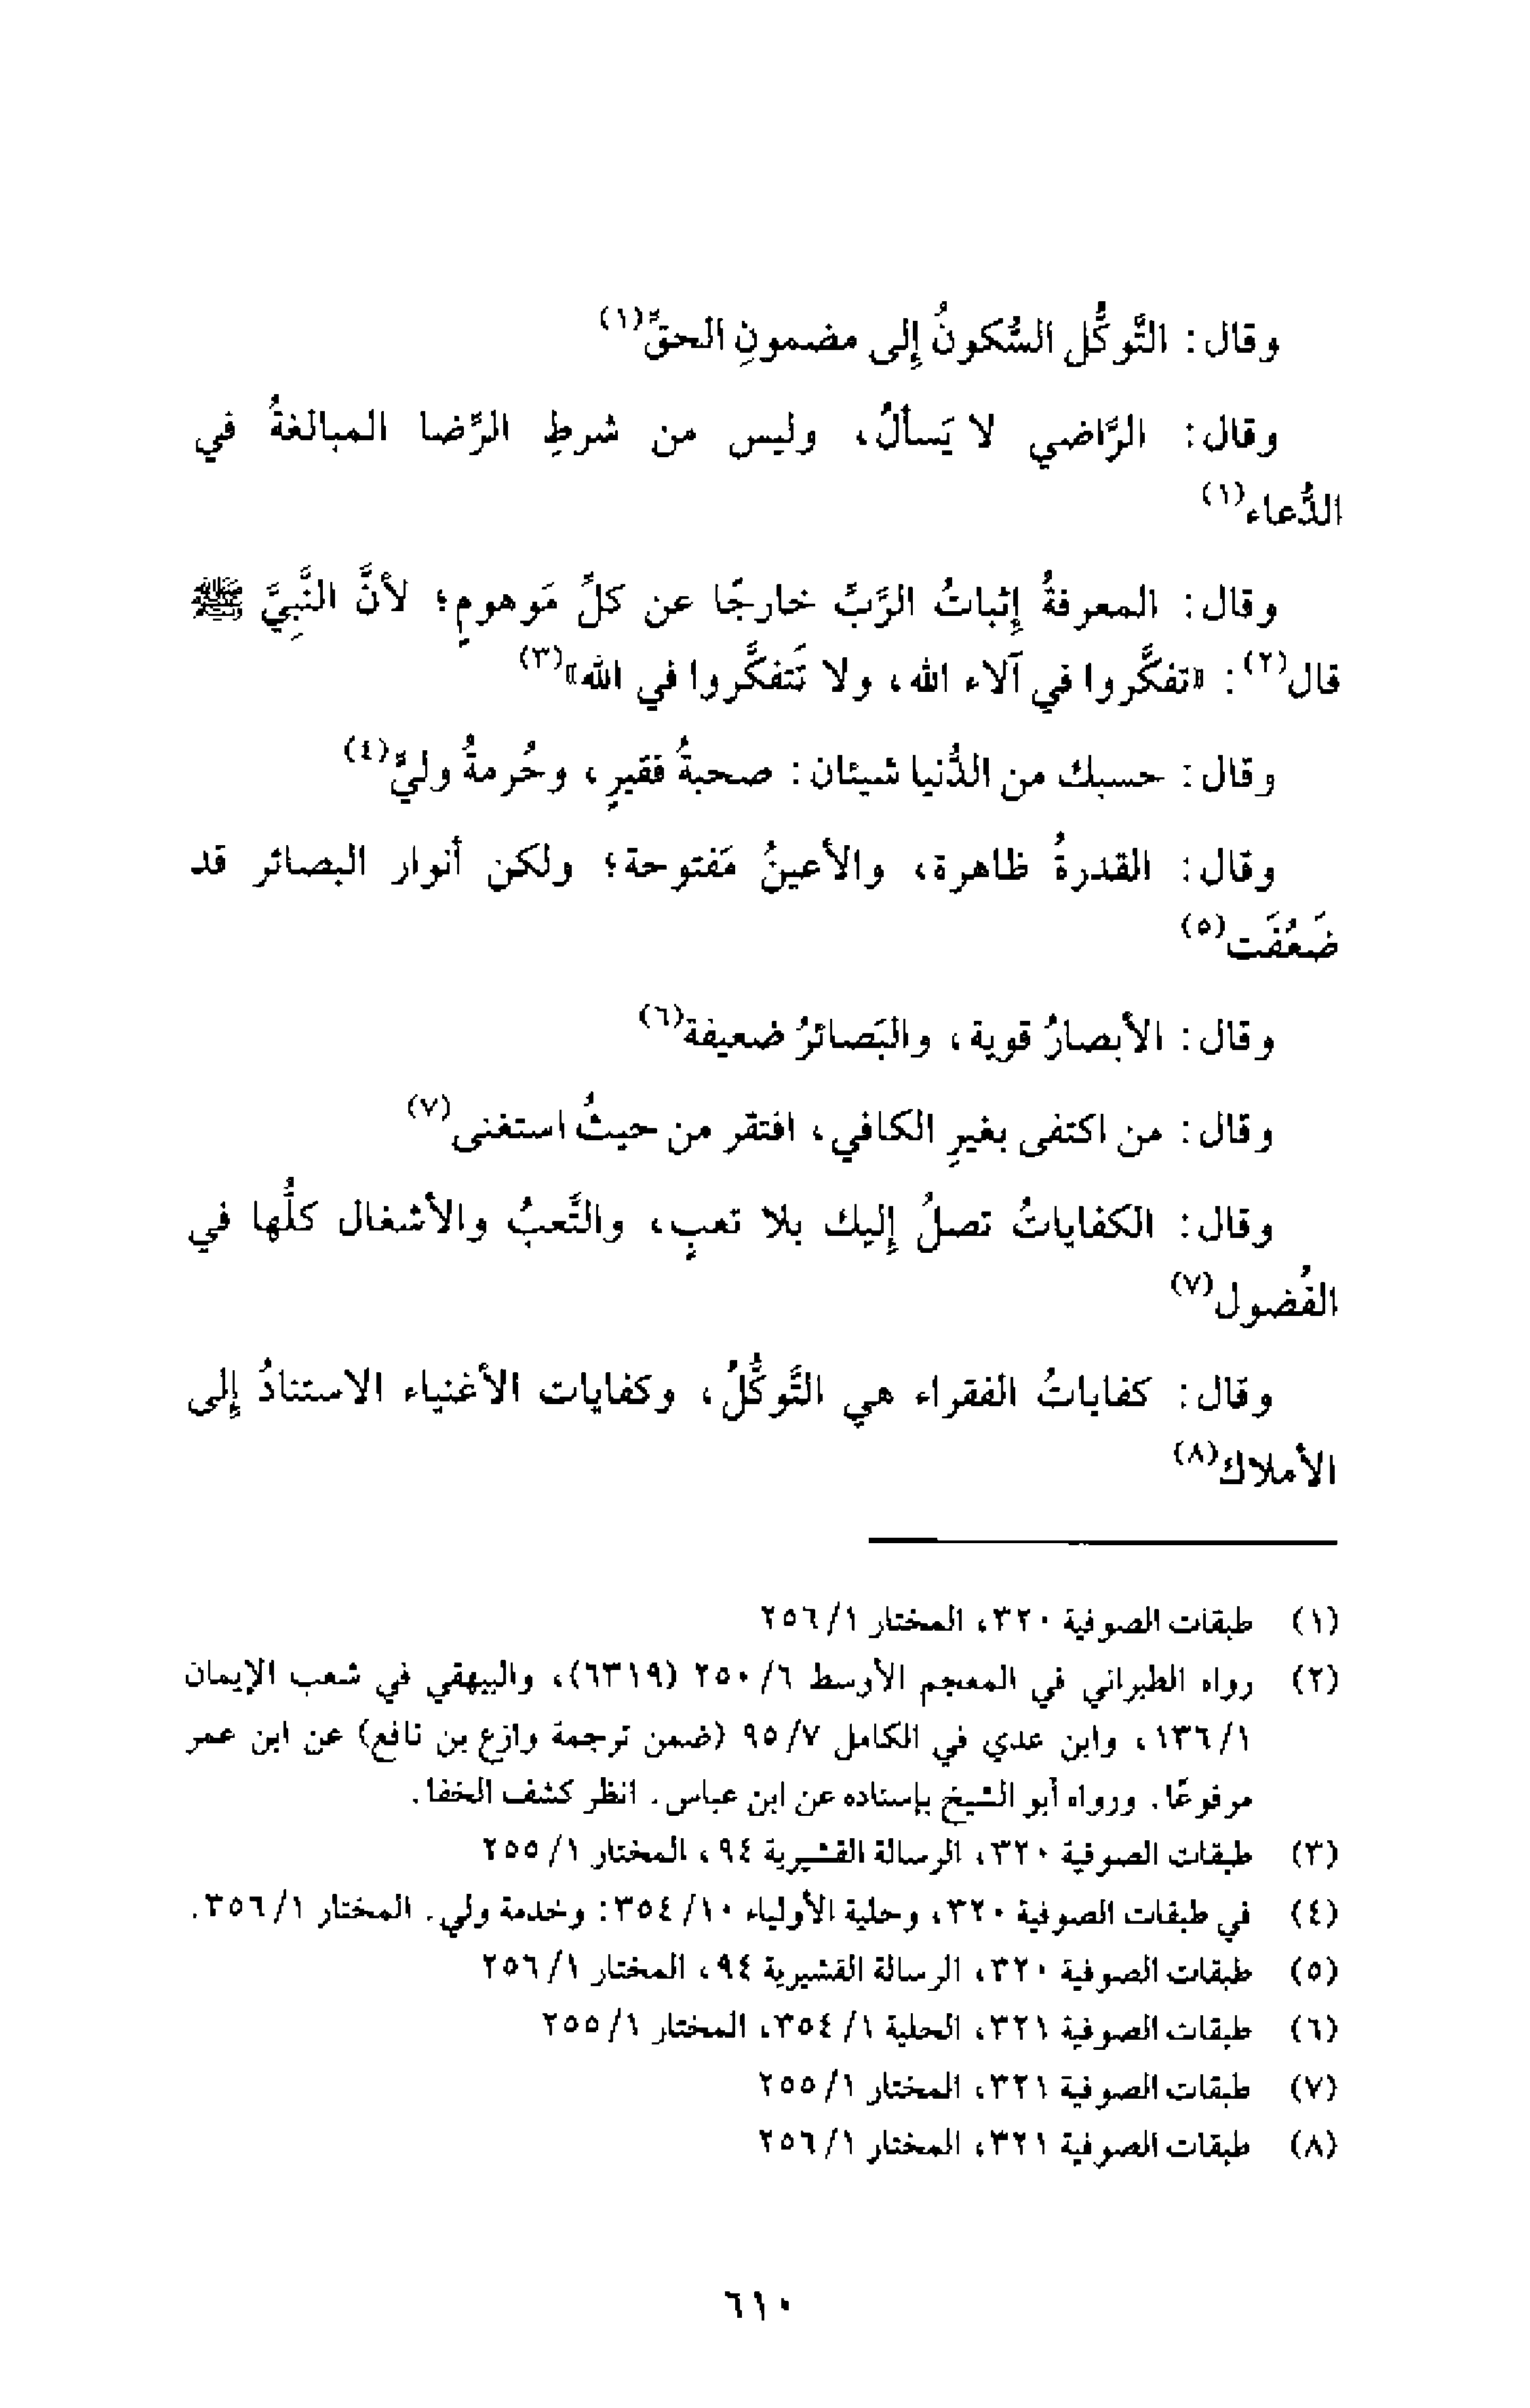 وقال: التَّوكُّل السُّكونُ إلى مضمونِ الحقِّ(١)
وقال: الرَّاضي لا يَسألُ، وليس من شرطِ الرِّضا المبالغةُ في
الدُّعاء(١)
وقال: المعرفةُ إثباتُ الرَّبِّ خارجًا عن كلِّ مَوهومٍ؛ لأنَّ النَّبِيَّ ﷺ
قال(٢): «تفكَّروا في آلاء الله، ولا تَتفكَّروا في الله»(٣)
وقال: حسبك من الدُّنيا شيئان: صحبةُ فقيرٍ، وحُرمةُ وليٍّ(٤)
وقال: القدرةُ ظاهرة، والأعينُ مَفتوحة؛ ولكن أنوار البصائر قد
ضَعُفَت(٥)
وقال: الأبصارُ قوية، والبَصائرُ ضعيفة(٦)
وقال: من اكتفى بغيرِ الكافي، افتقر من حيثُ استغنى(٧)
وقال: الكفاياتُ تصلُ إليك بلا تعبٍ، والتَّعبُ والأشغال كلُّها في
الفُضول(٧)
وقال: كفاياتُ الفقراء هي التَّوكُّلُ، وكفايات الأغنياء الاستنادُ إلى
الأملاك(٨)
(١) طبقات الصوفية ٣٢٠، المختار ١/ ٢٥٦
(٢) رواه الطبراني في المعجم الأوسط ٦/ ٢٥٠ (٦٣١٩)، والبيهقي في شعب الإيمان
١/ ١٣٦، وابن عدي في الكامل ٧/ ٩٥ (ضمن ترجمة وازع بن نافع) عن ابن عمر
مرفوعًا. ورواه أبو الشيخ بإسناده عن ابن عباس. انظر كشف الخفا.
(٣) طبقات الصوفية ٣٢٠، الرسالة القشيرية ٩٤، المختار ١/ ٢٥٥
(٤) في طبقات الصوفية ٣٢٠، وحلية الأولياء ١٠/ ٣٥٤: وخدمة ولي. المختار ١/ ٣٥٦.
(٥) طبقات الصوفية ٣٢٠، الرسالة القشيرية ٩٤، المختار ١/ ٢٥٦
(٦) طبقات الصوفية ٣٢١، الحلية ١/ ٣٥٤، المختار ١/ ٢٥٥
(٧) طبقات الصوفية ٣٢١، المختار ١/ ٢٥٥
(٨) طبقات الصوفية ٣٢١، المختار ١/ ٢٥٦
٦١٠